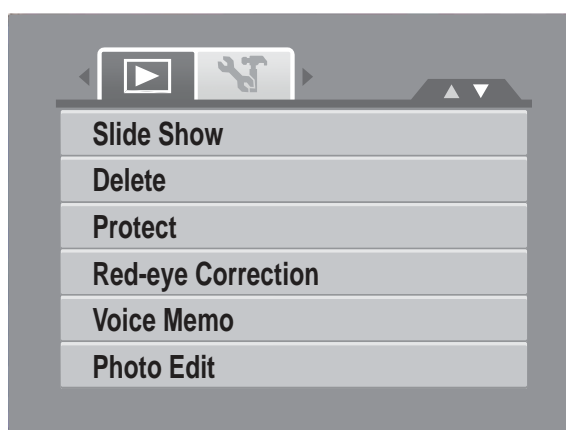 Slide Show
Delete
Protect
Red-eye Correction
Voice Memo
Photo Edit